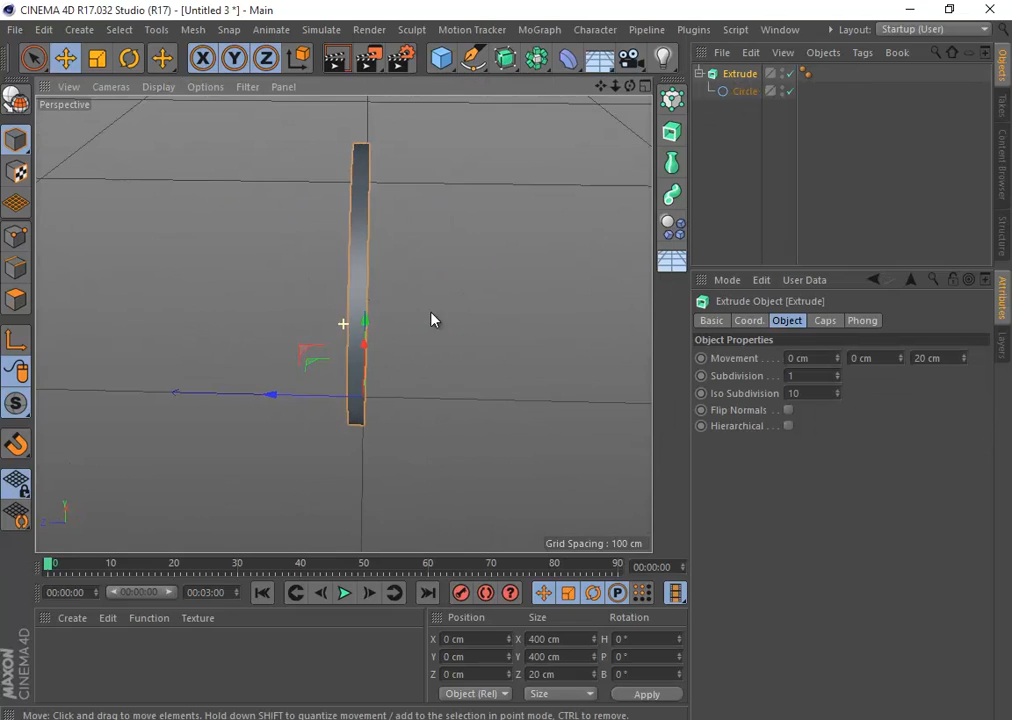 CINEMA 4D R17.032 Studio (R17) - [Untitled 3 *] - Main
File Edit Create Select Tools Mesh Snap Animate Simulate Render Sculpt Motion Tracker MoGraph Character Pipeline Plugins Script Window Layout: Startup (User)
X Y Z
File Edit View Objects Tags Book
View Cameras Display Options Filter Panel
Perspective
Extrude
Circle
Objects
Takes
Content Browser
Structure
Mode Edit User Data
Extrude Object [Extrude]
Basic Coord. Object Caps Phong
Object Properties
Movement . 0 cm 0 cm 20 cm
Subdivision . . 1
Iso Subdivision 10
Flip Normals
Hierarchical . . .
Attributes
Layers
S
Y
Z
Grid Spacing : 100 cm
0 10 20 30 40 50 60 70 80 90 00:00:00
00:00:00 00:00:00 00:03:00
P
Create Edit Function Texture
Position Size Rotation
X 0 cm X 400 cm H 0 °
Y 0 cm Y 400 cm P 0 °
Z 0 cm Z 20 cm B 0 °
Object (Rel) Size Apply
MAXON CINEMA 4D
Move: Click and drag to move elements. Hold down SHIFT to quantize movement / add to the selection in point mode, CTRL to remove.